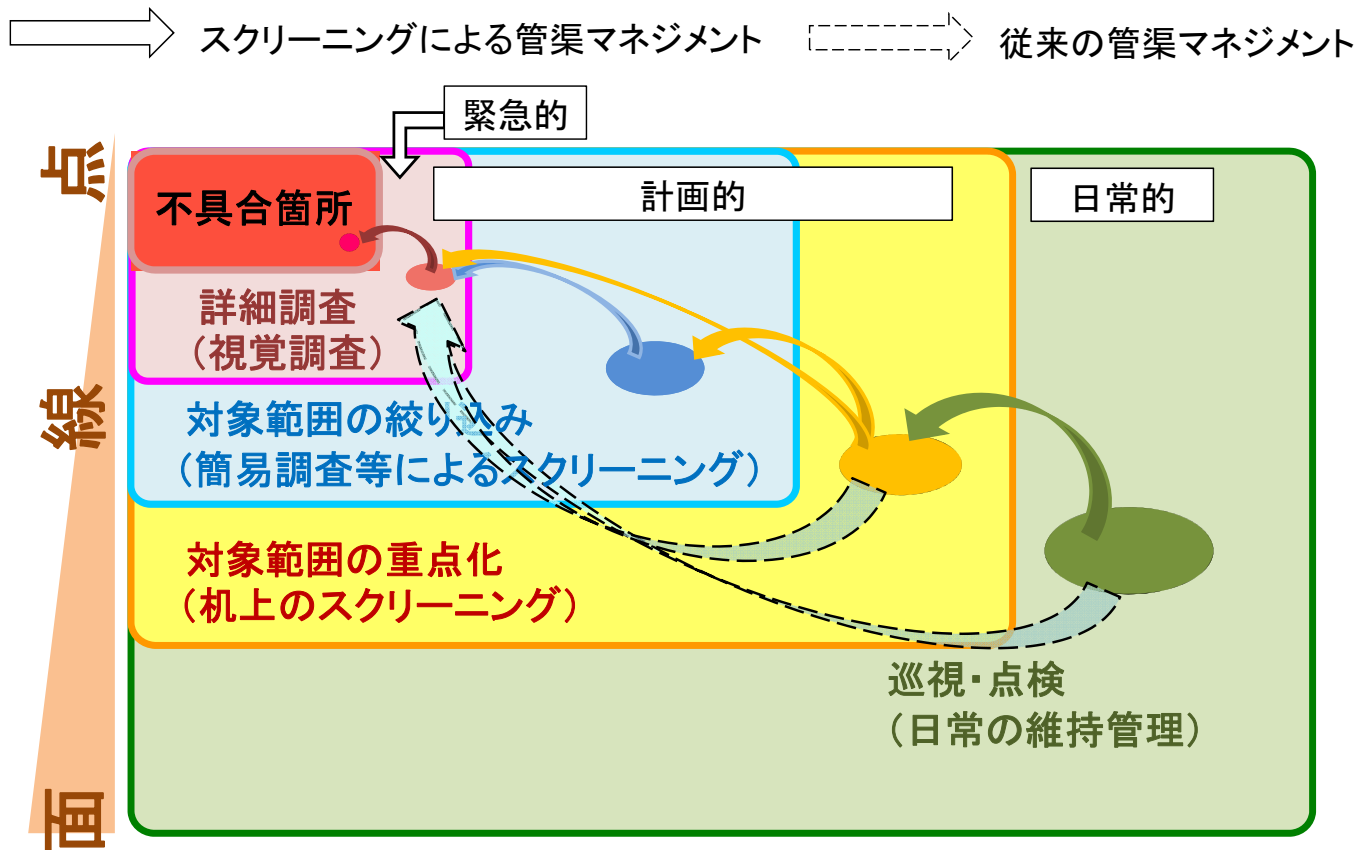 スクリーニングによる管渠マネジメント
従来の管渠マネジメント
緊急的
点
不具合箇所
計画的
日常的
詳細調査
（視覚調査）
線
対象範囲の絞り込み
（簡易調査等によるスクリーニング）
対象範囲の重点化
（机上のスクリーニング）
巡視・点検
（日常の維持管理）
面